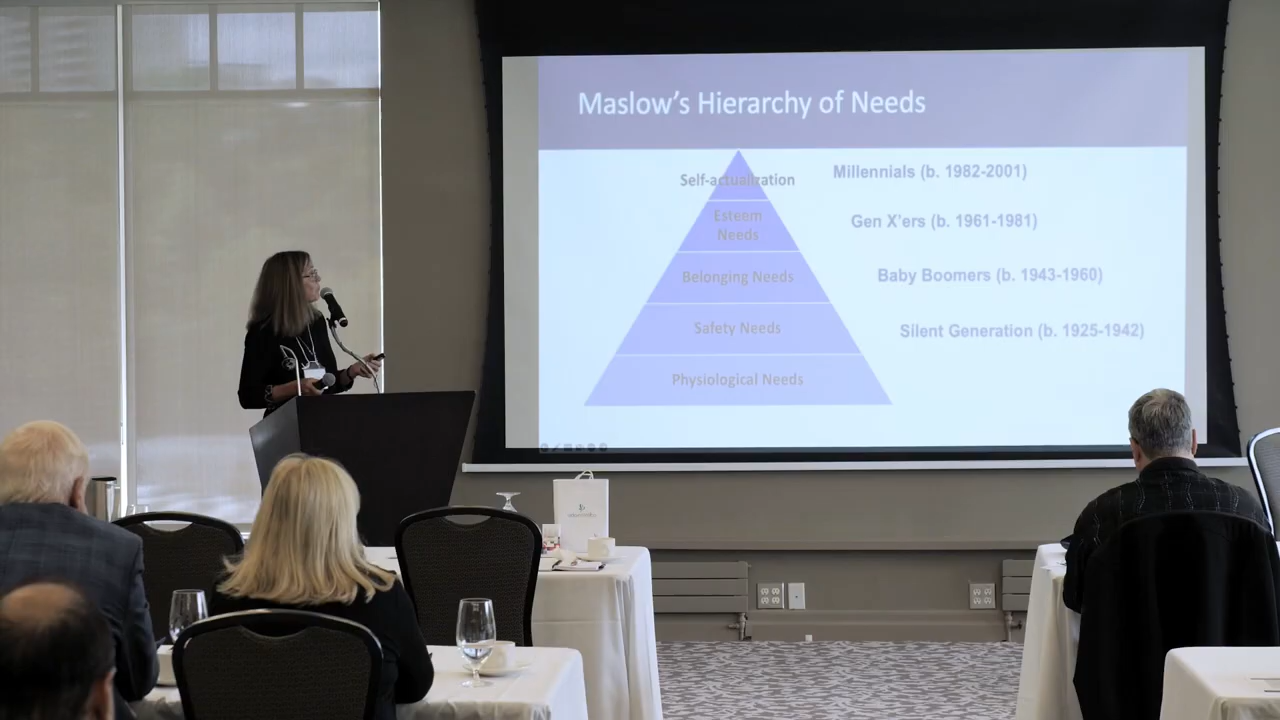 Maslow's Hierarchy of Needs
Self-actualization
Millennials (b. 1982-2001)
Esteem
Needs
Gen X'ers (b. 1961-1981)
Belonging Needs
Baby Boomers (b. 1943-1960)
Safety Needs
Silent Generation (b. 1925-1942)
Physiological Needs